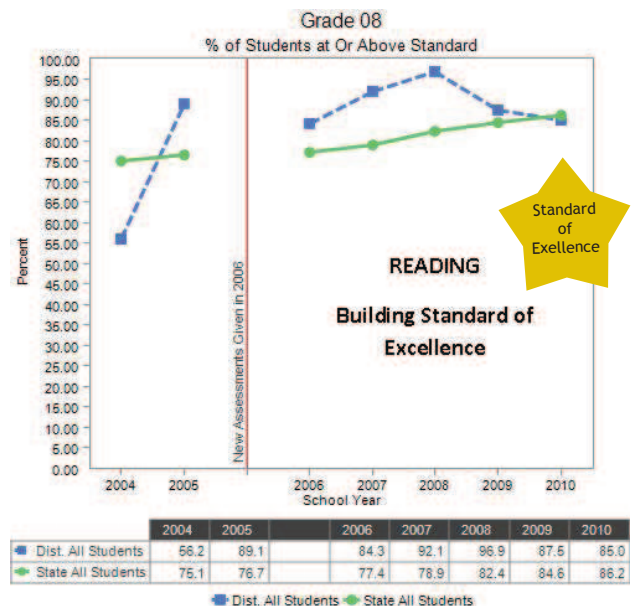 Grade 08
% of Students at Or Above Standard
100.00
95.00
90.00
85.00
80.00
75.00
70.00
65.00
60.00
55.00
50.00
45.00
40.00
35.00
30.00
25.00
20.00
15.00
10.00
5.00
0.00
Percent
New Assessments Given in 2006
Standard
of
Exellence
READING
Building Standard of
Excellence
2004 2005 2006 2007 2008 2009 2010
School Year
2004 2005 2006 2007 2008 2009 2010
Dist. All Students 56.2 89.1 84.3 92.1 96.9 87.5 85.0
State All Students 75.1 76.7 77.4 78.9 82.4 84.6 86.2
Dist. All Students State All Students